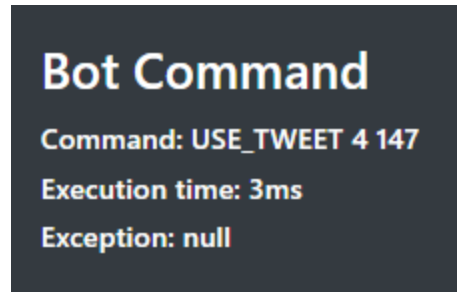 Bot Command
Command: USE_TWEET 4 147
Execution time: 3ms
Exception: null